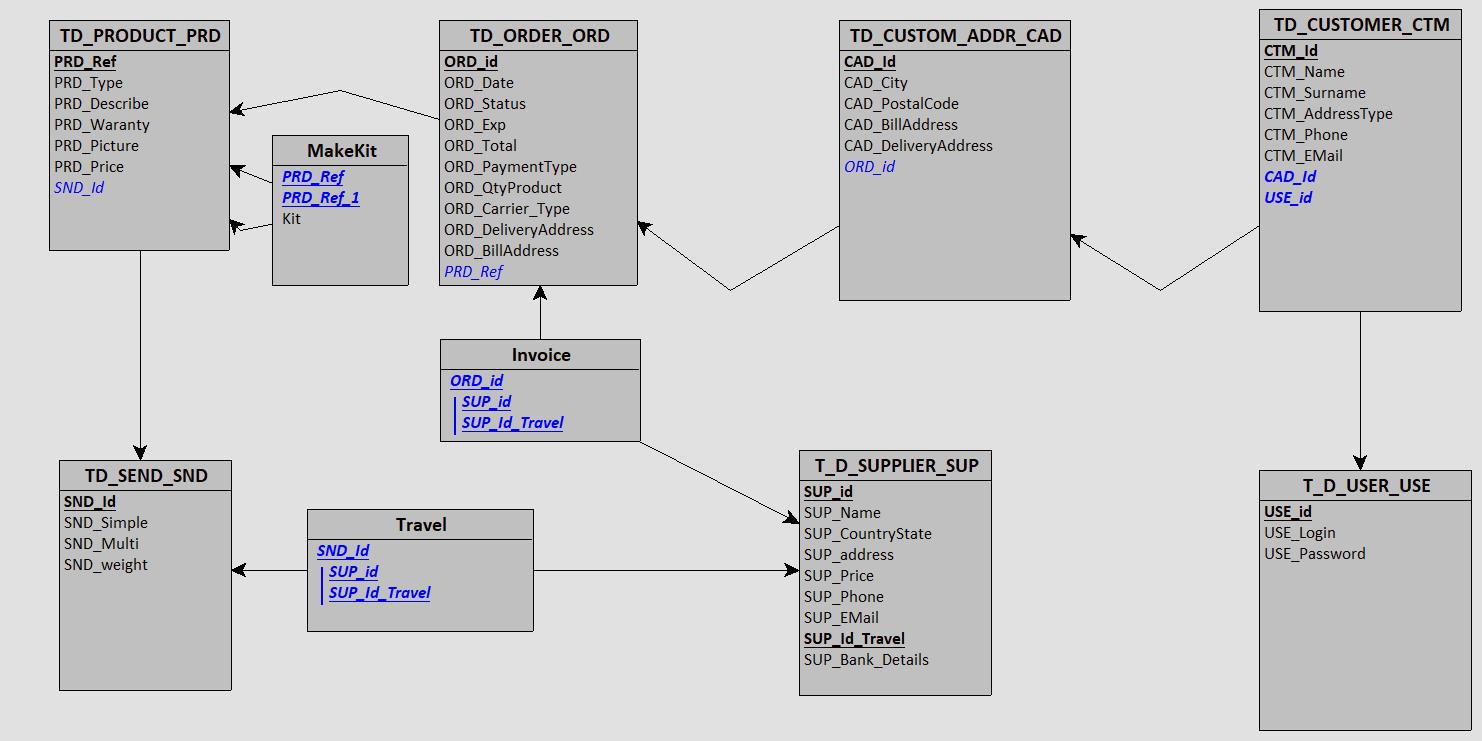 TD_PRODUCT_PRD
PRD_Ref
PRD_Type
PRD_Describe
PRD_Waranty
PRD_Picture
PRD_Price
SND_Id
MakeKit
PRD_Ref
PRD_Ref_1
Kit
TD_ORDER_ORD
ORD_id
ORD_Date
ORD_Status
ORD_Exp
ORD_Total
ORD_PaymentType
ORD_QtyProduct
ORD_Carrier_Type
ORD_DeliveryAddress
ORD_BillAddress
PRD_Ref
TD_CUSTOM_ADDR_CAD
CAD_Id
CAD_City
CAD_PostalCode
CAD_BillAddress
CAD_DeliveryAddress
ORD_id
TD_CUSTOMER_CTM
CTM_Id
CTM_Name
CTM_Surname
CTM_AddressType
CTM_Phone
CTM_EMail
CAD_Id
USE_id
Invoice
ORD_id
SUP_id
SUP_Id_Travel
TD_SEND_SND
SND_Id
SND_Simple
SND_Multi
SND_weight
Travel
SND_Id
SUP_id
SUP_Id_Travel
T_D_SUPPLIER_SUP
SUP_id
SUP_Name
SUP_CountryState
SUP_address
SUP_Price
SUP_Phone
SUP_EMail
SUP_Id_Travel
SUP_Bank_Details
T_D_USER_USE
USE_id
USE_Login
USE_Password